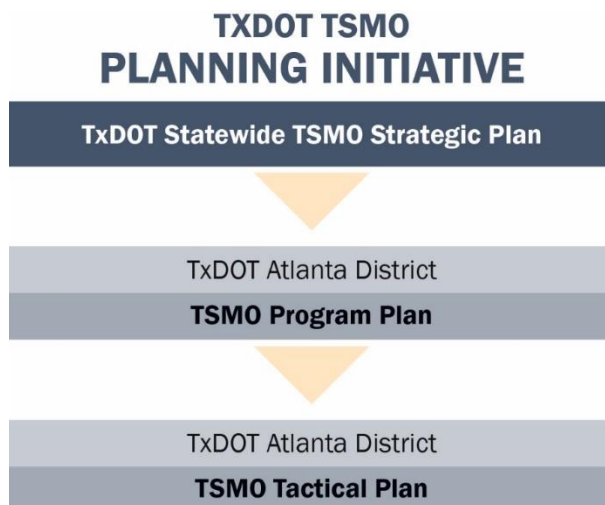 TXDOT TSMO
PLANNING INITIATIVE
TxDOT Statewide TSMO Strategic Plan
TxDOT Atlanta District
TSMO Program Plan
TxDOT Atlanta District
TSMO Tactical Plan